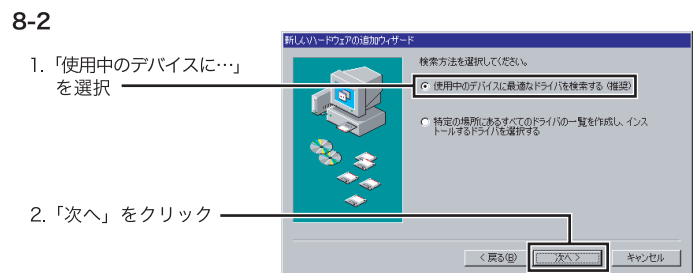 8-2
1.「使用中のデバイスに…」
を選択
2.「次へ」をクリック
新しいハードウェアの追加ウィザード
検索方法を選択してください。
使用中のデバイスに最適なドライバを検索する (推奨)
特定の場所にあるすべてのドライバの一覧を作成し、インス
トールするドライバを選択する
< 戻る(B)
次へ >
キャンセル